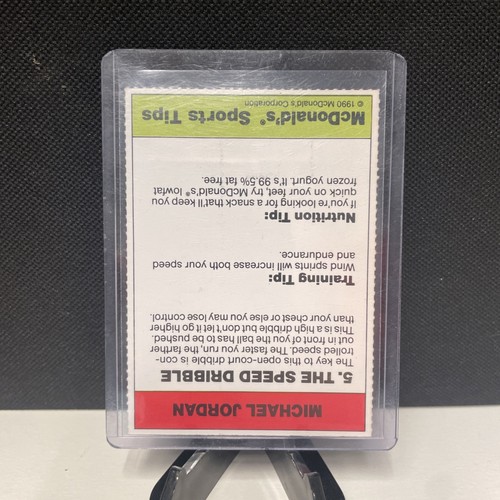 MICHAEL JORDAN
5. THE SPEED DRIBBLE
The key to this open-court dribble is con-
trolled speed. The faster you run, the farther
out in front of you the ball has to be pushed.
This is a high dribble but don't let it go higher
than your chest or else you may lose control.
Training Tip:
Wind sprints will increase both your speed
and endurance.
Nutrition Tip:
If you're looking for a snack that'll keep you
quick on your feet, try McDonald's® lowfat
frozen yogurt. It's 99.5% fat free.
McDonald's® Sports Tips
© 1990 McDonald's Corporation